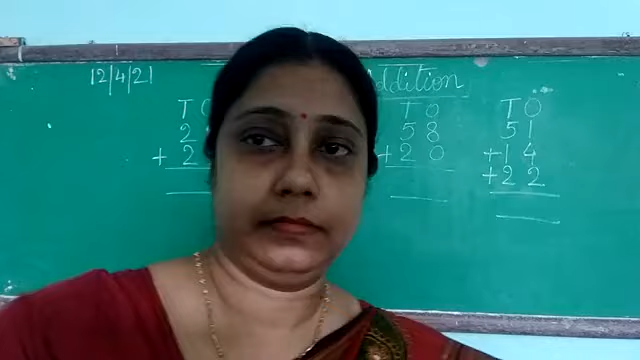 12/4/21
Addition
T O
2
+ 2
T O
5 8
+ 2 0
T O
5 1
+ 1 4
+ 2 2